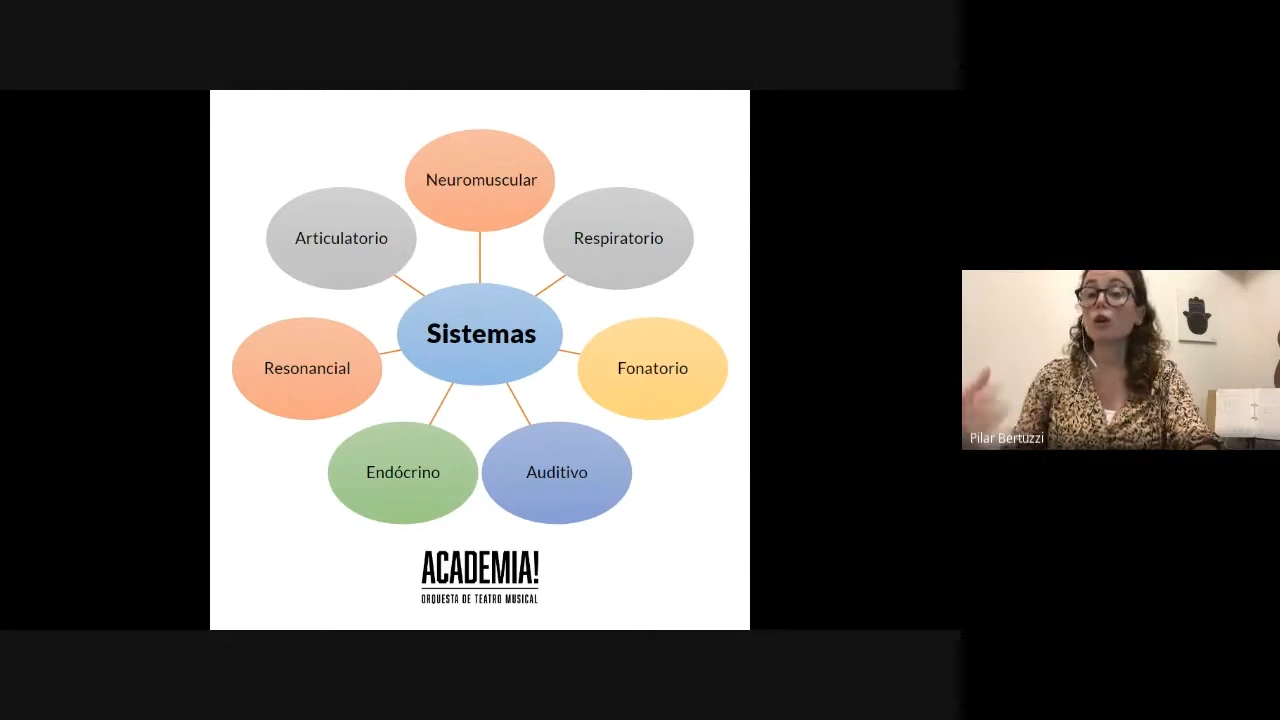 Neuromuscular
Articulatorio
Respiratorio
Sistemas
Resonancial
Fonatorio
Endócrino
Auditivo
ACADEMIA!
ORQUESTA DE TEATRO MUSICAL
Pilar Bertuzzi